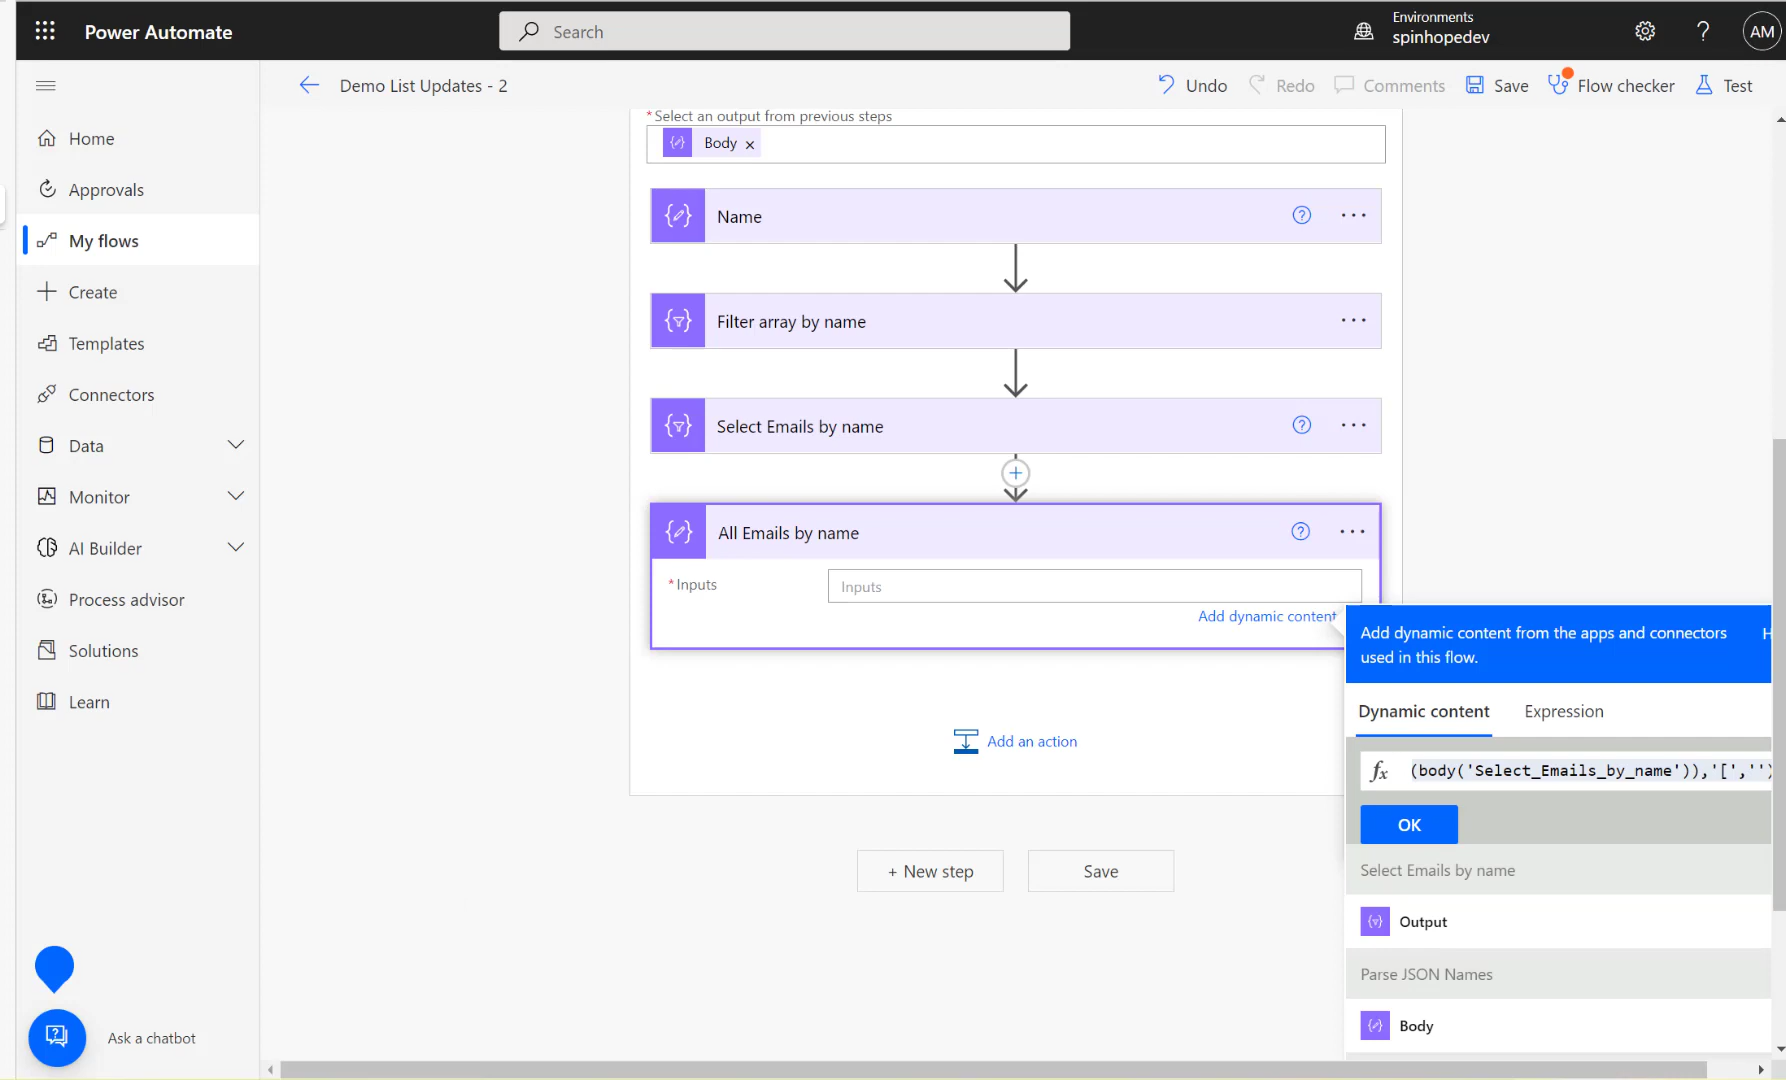 Power Automate
Search
Environments
spinhopedev
AM
Demo List Updates - 2
Undo
Redo
Comments
Save
Flow checker
Test
Home
Approvals
My flows
Create
Templates
Connectors
Data
Monitor
AI Builder
Process advisor
Solutions
Learn
Ask a chatbot
*Select an output from previous steps
Body ×
Name
Filter array by name
Select Emails by name
All Emails by name
*Inputs
Inputs
Add dynamic content
Add an action
+ New step
Save
Add dynamic content from the apps and connectors
used in this flow.
H
Dynamic content
Expression
fx (body('Select_Emails_by_name')),'[','')
OK
Select Emails by name
Output
Parse JSON Names
Body